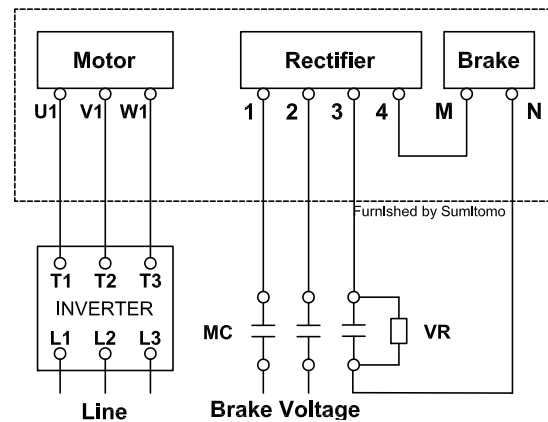 Motor Rectifier Brake
U1 V1 W1 1 2 3 4 M N
Furnished by Sumitomo
T1 T2 T3
INVERTER
L1 L2 L3
MC VR
Line Brake Voltage